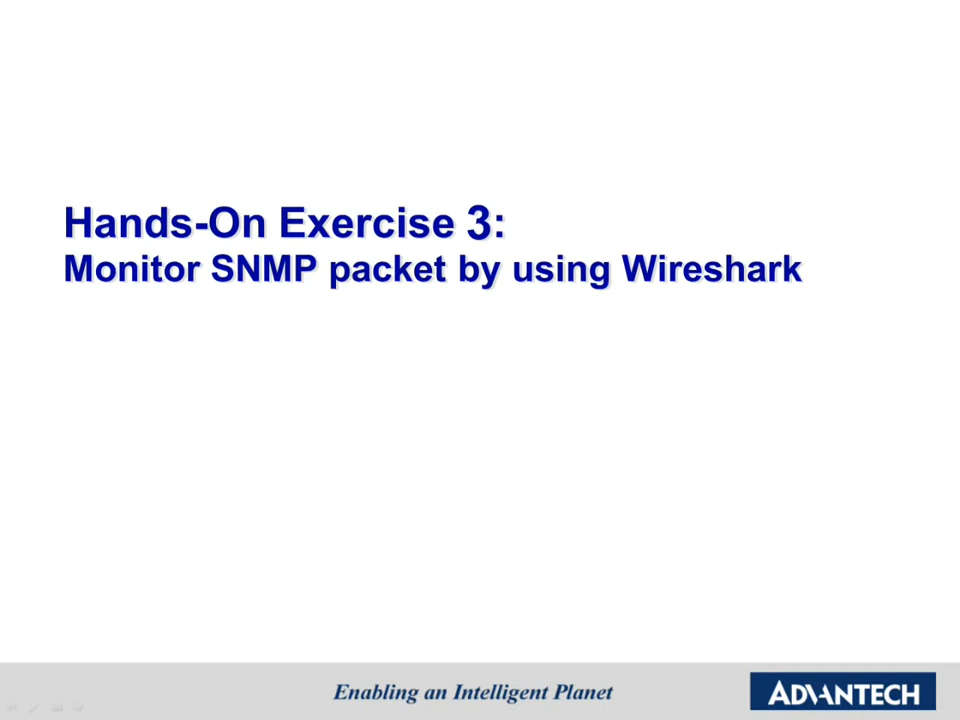 Hands-On Exercise 3:
Monitor SNMP packet by using Wireshark
Enabling an Intelligent Planet
ADVANTECH